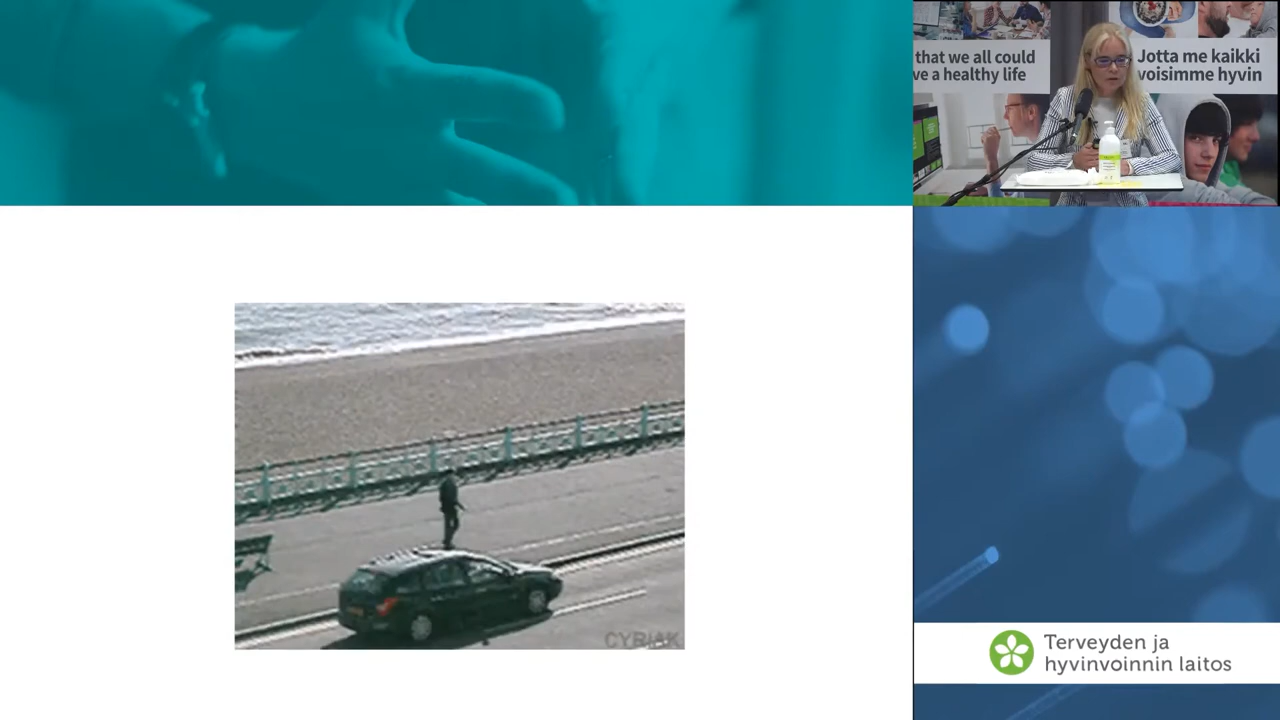 that we all could
ve a healthy life
Jotta me kaikki
voisimme hyvin
CYRIAK
Terveyden ja
hyvinvoinnin laitos